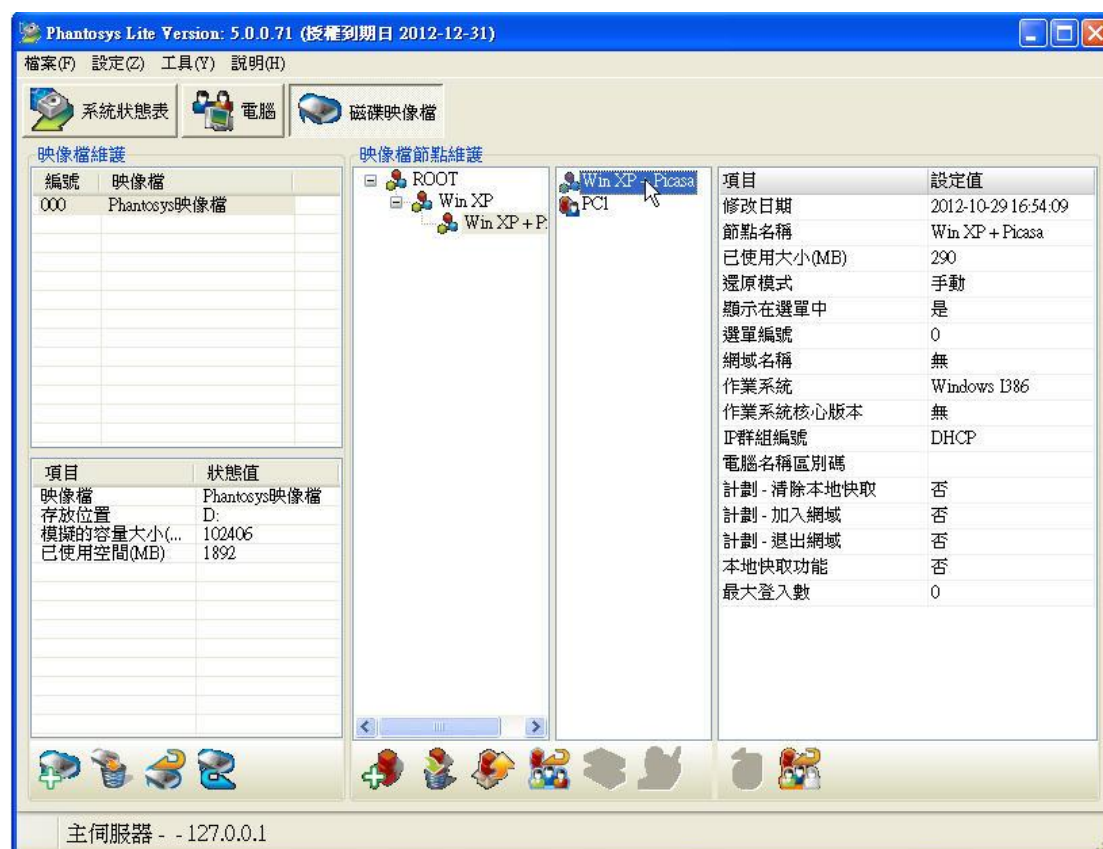 Phantosys Lite Version: 5.0.0.71 (授權到期日 2012-12-31)
檔案(F) 設定(Z) 工具(Y) 說明(H)
系統狀態表 電腦 磁碟映像檔
映像檔維護
編號 映像檔
000 Phantosys映像檔
項目 狀態值
映像檔 Phantosys映像檔
存放位置 D:
模擬的容量大小(... 102406
已使用空間(MB) 1892
映像檔節點維護
ROOT
Win XP
Win XP + P
Win XP + Picasa
PC1
項目 設定值
修改日期 2012-10-29 16:54:09
節點名稱 Win XP + Picasa
已使用大小(MB) 290
還原模式 手動
顯示在選單中 是
選單編號 0
網域名稱 無
作業系統 Windows I386
作業系統核心版本 無
IP群組編號 DHCP
電腦名稱區別碼
計劃 - 清除本地快取 否
計劃 - 加入網域 否
計劃 - 退出網域 否
本地快取功能 否
最大登入數 0
主伺服器 - - 127.0.0.1